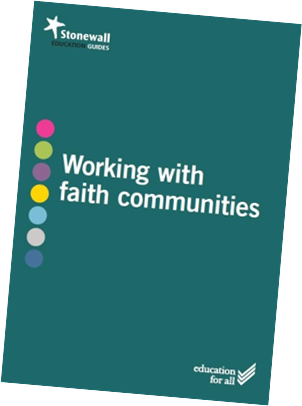 Stonewall
EDUCATION GUIDES
Working with
faith communities
education
for all